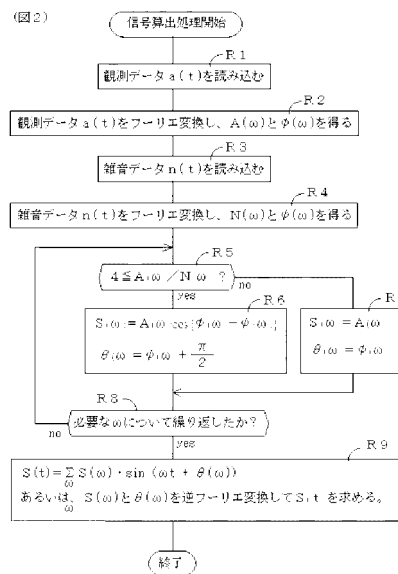 (図2)
信号算出処理開始
R1
観測データa(t)を読み込む
R2
観測データa(t)をフーリエ変換し、A(ω)とφ(ω)を得る
R3
雑音データn(t)を読み込む
R4
雑音データn(t)をフーリエ変換し、N(ω)とψ(ω)を得る
R5
4≦A(ω)/N(ω) ?
no
yes
R6
S(ω)=A(ω)·cos{
θ(ω)=
+ π/2
R
S(ω)=A(ω)
θ(ω)=φ(ω)
R8
必要なωについて繰り返したか?
no
yes
R9
S(t)=Σ S(ω)·sin(ωt + θ(ω))
ω
あるいは、S(ω)とθ(ω)を逆フーリエ変換してS(t)を求める。
終了